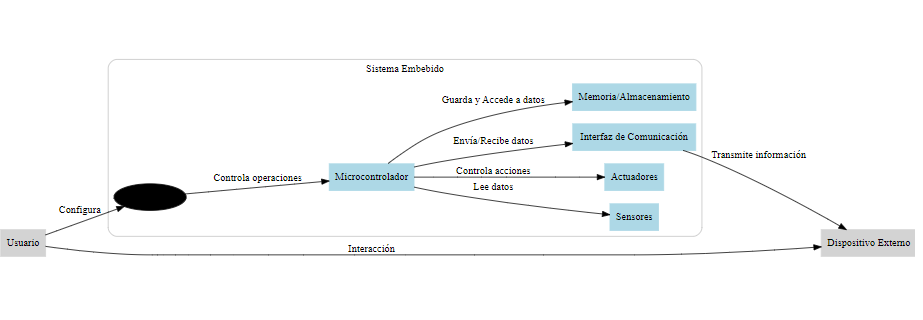 Sistema Embebido
Guarda y Accede a datos
Memoria/Almacenamiento
Envía/Recibe datos
Interfaz de Comunicación
Transmite información
Controla operaciones
Microcontrolador
Controla acciones
Actuadores
Lee datos
Sensores
Configura
Usuario
Interacción
Dispositivo Externo